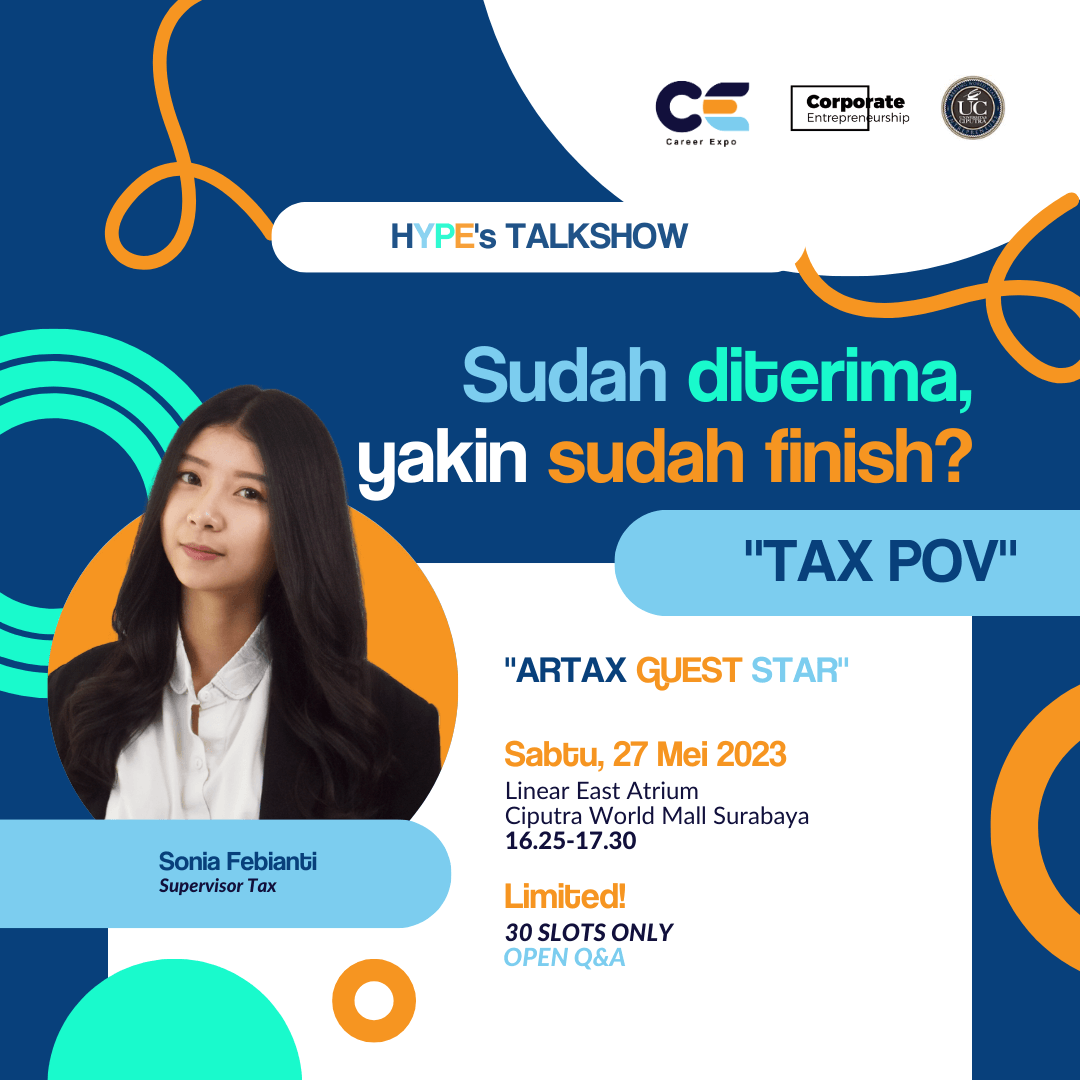 CE
Career Expo
Corporate
Entrepreneurship
UC
HYPE's TALKSHOW
Sudah diterima,
yakin sudah finish?
"TAX POV"
"ARTAX GUEST STAR"
Sabtu, 27 Mei 2023
Linear East Atrium
Ciputra World Mall Surabaya
16.25-17.30
Sonia Febianti
Supervisor Tax
Limited!
30 SLOTS ONLY
OPEN Q&A